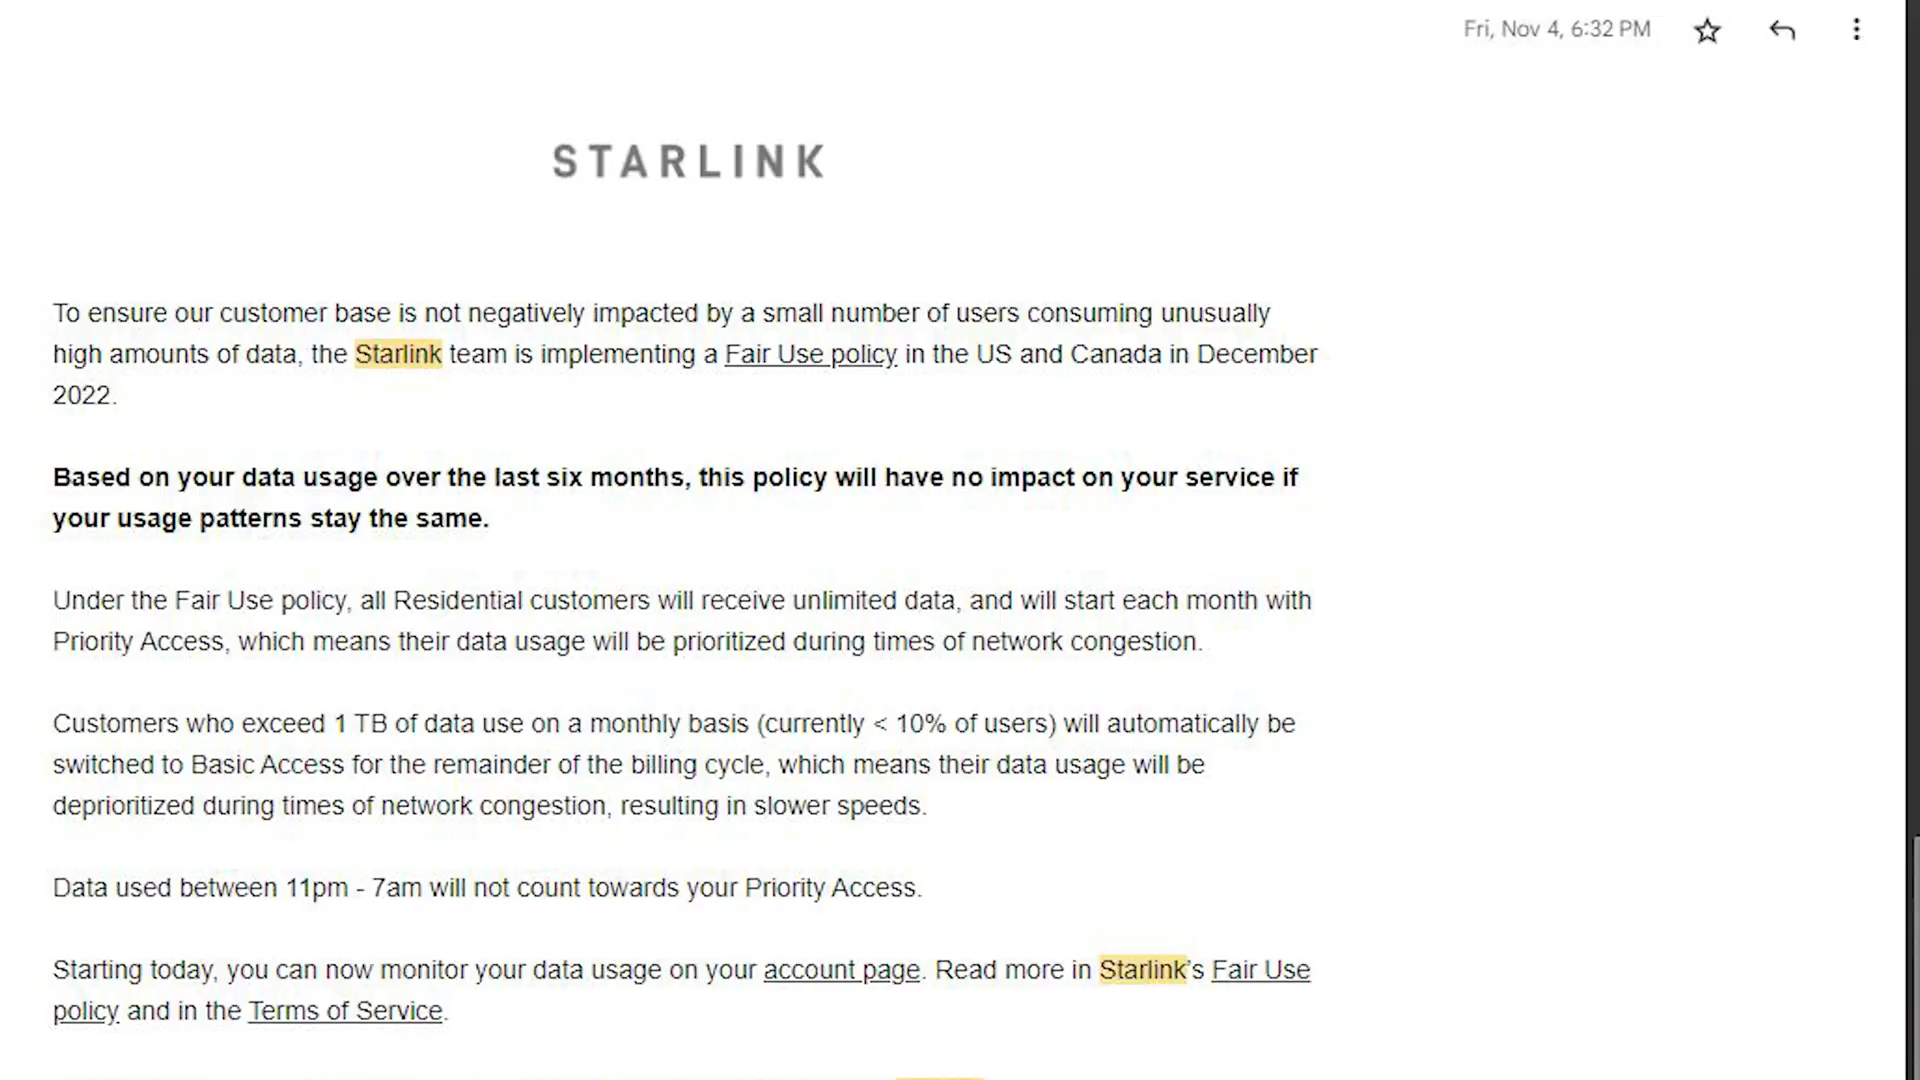 Fri, Nov 4, 6:32 PM
STARLINK
To ensure our customer base is not negatively impacted by a small number of users consuming unusually
high amounts of data, the Starlink team is implementing a Fair Use policy in the US and Canada in December
2022.
Based on your data usage over the last six months, this policy will have no impact on your service if
your usage patterns stay the same.
Under the Fair Use policy, all Residential customers will receive unlimited data, and will start each month with
Priority Access, which means their data usage will be prioritized during times of network congestion.
Customers who exceed 1 TB of data use on a monthly basis (currently < 10% of users) will automatically be
switched to Basic Access for the remainder of the billing cycle, which means their data usage will be
deprioritized during times of network congestion, resulting in slower speeds.
Data used between 11pm - 7am will not count towards your Priority Access.
Starting today, you can now monitor your data usage on your account page. Read more in Starlink's Fair Use
policy and in the Terms of Service.